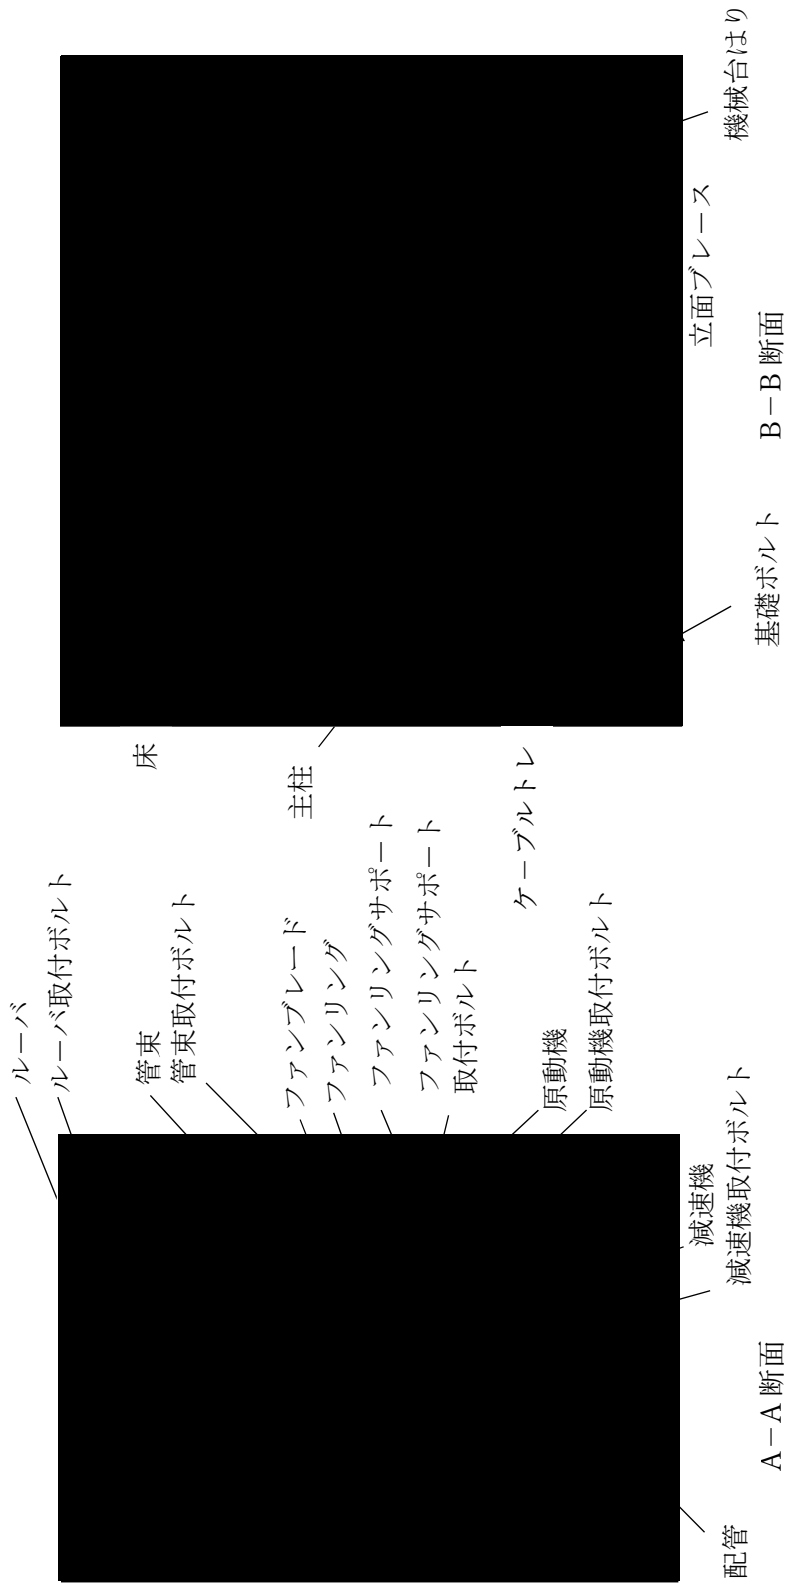 ルーバ
ルーバ取付ボルト
管束
管束取付ボルト
ファンブレード
ファンリング
ファンリングサポート
ファンリングサポート
取付ボルト
原動機
原動機取付ボルト
減速機
減速機取付ボルト
配管
A－A 断面
床
主柱
ケーブルトレ
基礎ボルト
立面ブレース
機械台はり
B－B 断面